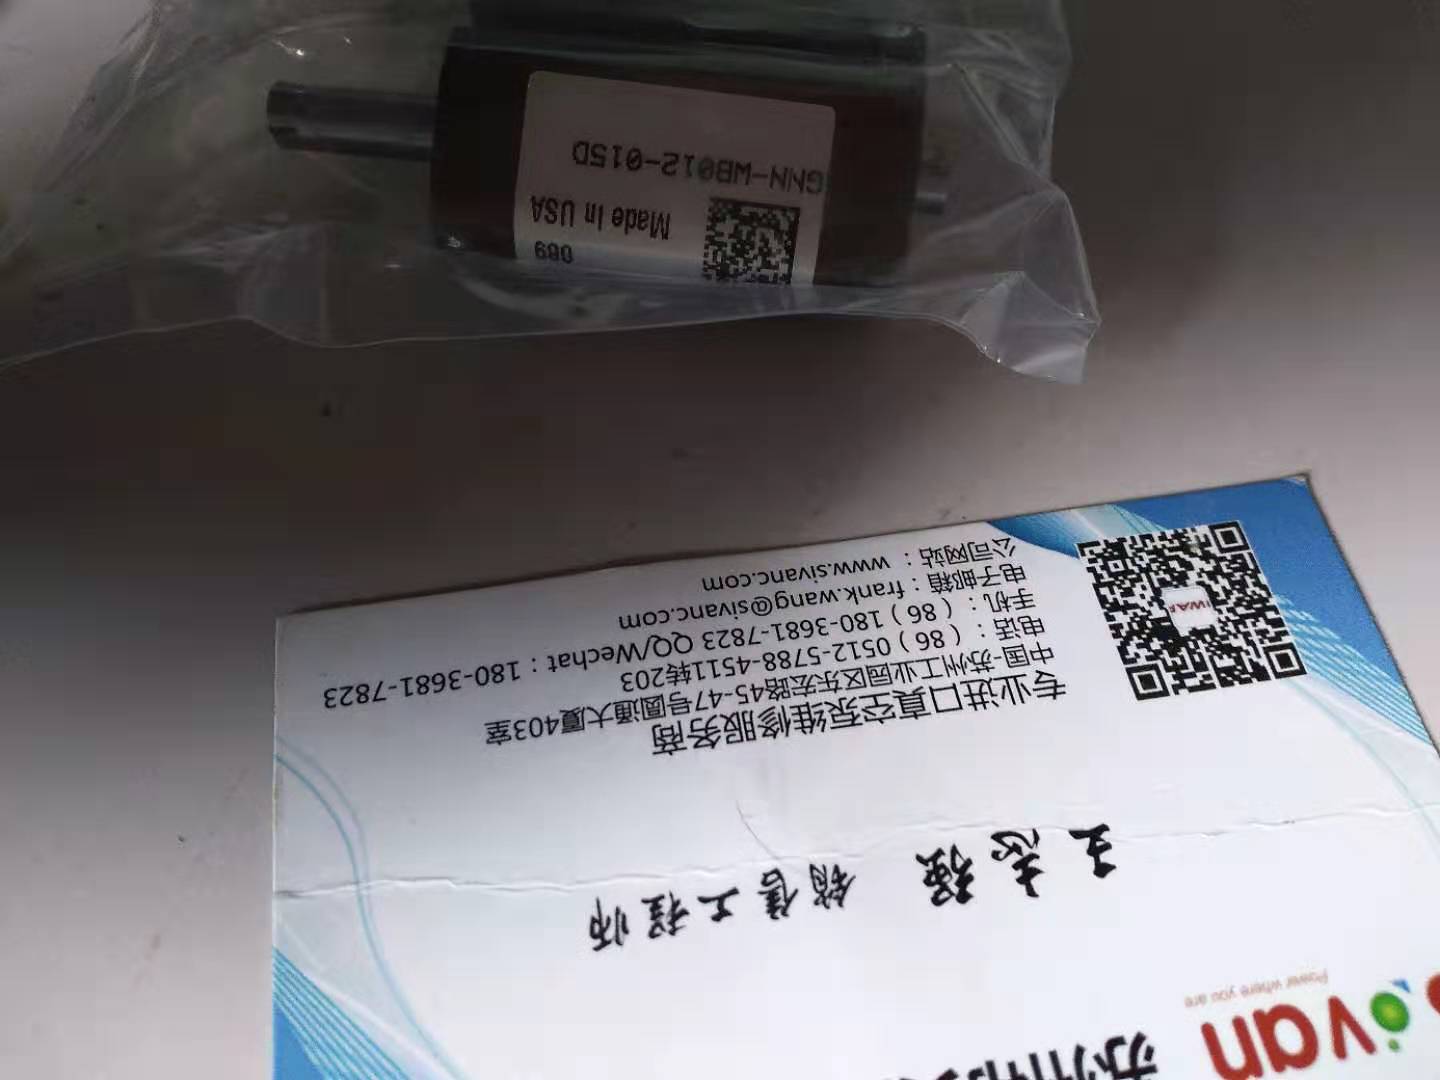 GNN-WB012-015D
Made In USA
089
Sivan
Power where you are
王志强 销售工程师
专业进口真空泵维修服务商
中国-苏州工业园区东宏路45-47号圆通大厦403室
电话：（86）0512-5788-4511转203
手机：（86）180-3681-7823 QQ/Wechat：180-3681-7823
电子邮箱：frank.wang@sivanc.com
公司网站：www.sivanc.com